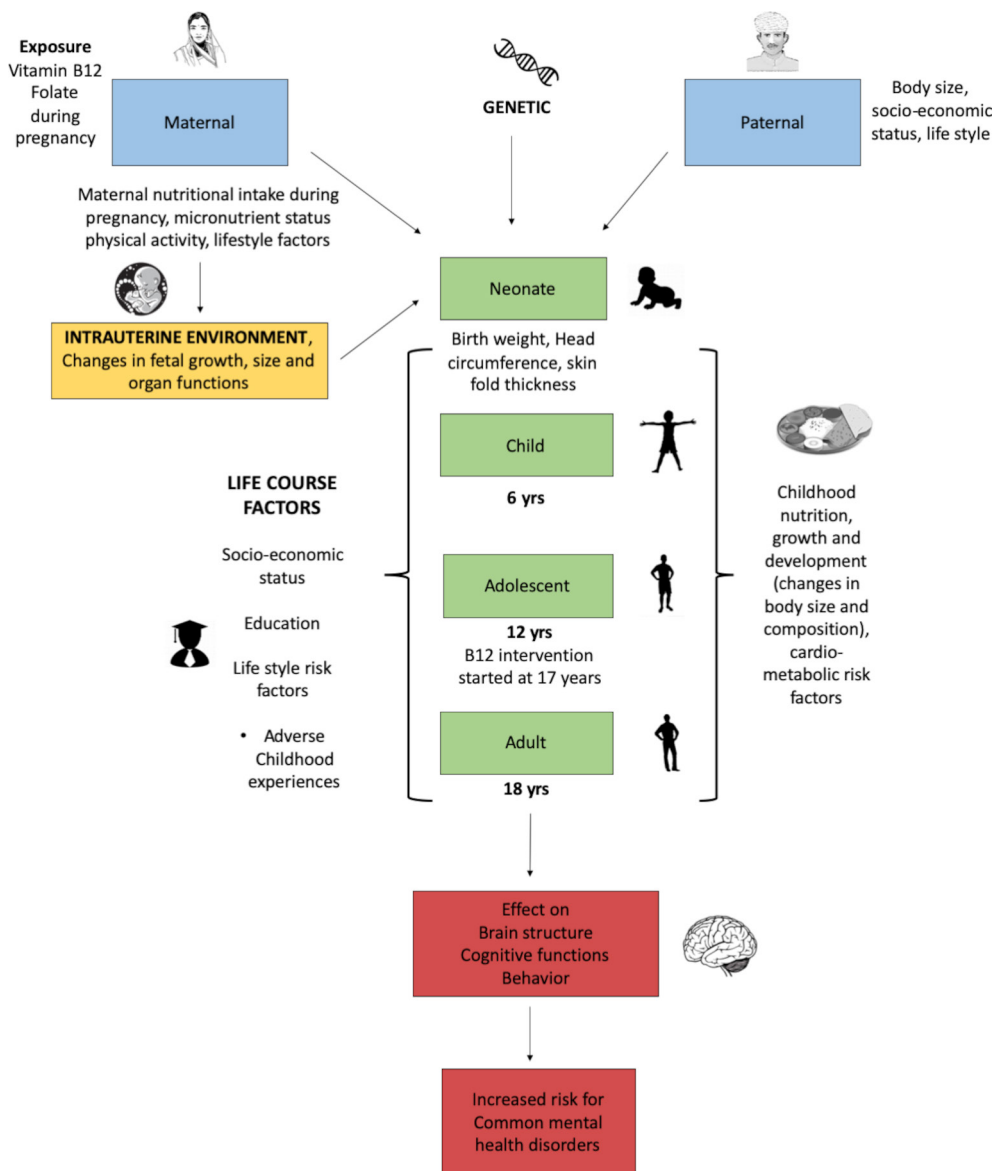 Exposure
Vitamin B12
Folate
during
pregnancy
Maternal
GENETIC
Paternal
Body size,
socio-economic
status, life style
Maternal nutritional intake during
pregnancy, micronutrient status
physical activity, lifestyle factors
INTRAUTERINE ENVIRONMENT,
Changes in fetal growth, size and
organ functions
Neonate
Birth weight, Head
circumference, skin
fold thickness
Child
6 yrs
LIFE COURSE
FACTORS
Socio-economic
status
Education
Life style risk
factors
• Adverse
Childhood
experiences
Adolescent
12 yrs
B12 intervention
started at 17 years
Adult
18 yrs
Childhood
nutrition,
growth and
development
(changes in
body size and
composition),
cardio-
metabolic risk
factors
Effect on
Brain structure
Cognitive functions
Behavior
Increased risk for
Common mental
health disorders